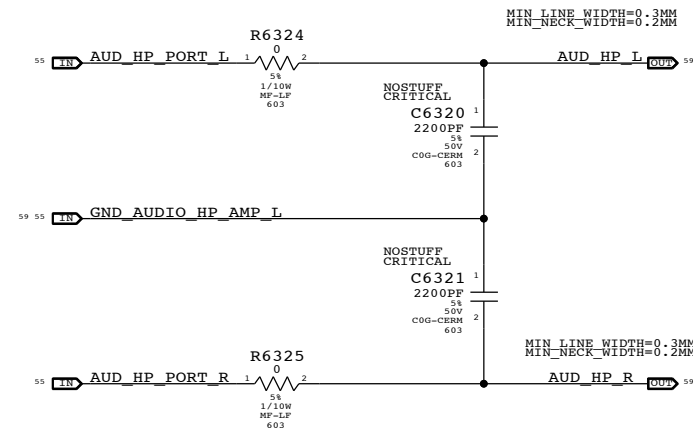 MIN_LINE_WIDTH=0.3MM
MIN_NECK_WIDTH=0.2MM
R6324
55 IN AUD_HP_PORT_L 1 0 2 AUD_HP_L OUT 59
5%
1/10W
MF-LF
603
NOSTUFF
CRITICAL
C6320 1
2200PF
5%
50V
C0G-CERM 2
603
59 55 IN GND_AUDIO_HP_AMP_L
NOSTUFF
CRITICAL
C6321 1
2200PF
5%
50V
C0G-CERM 2
603
MIN_LINE_WIDTH=0.3MM
MIN_NECK_WIDTH=0.2MM
R6325
55 IN AUD_HP_PORT_R 1 0 2 AUD_HP_R OUT 59
5%
1/10W
MF-LF
603